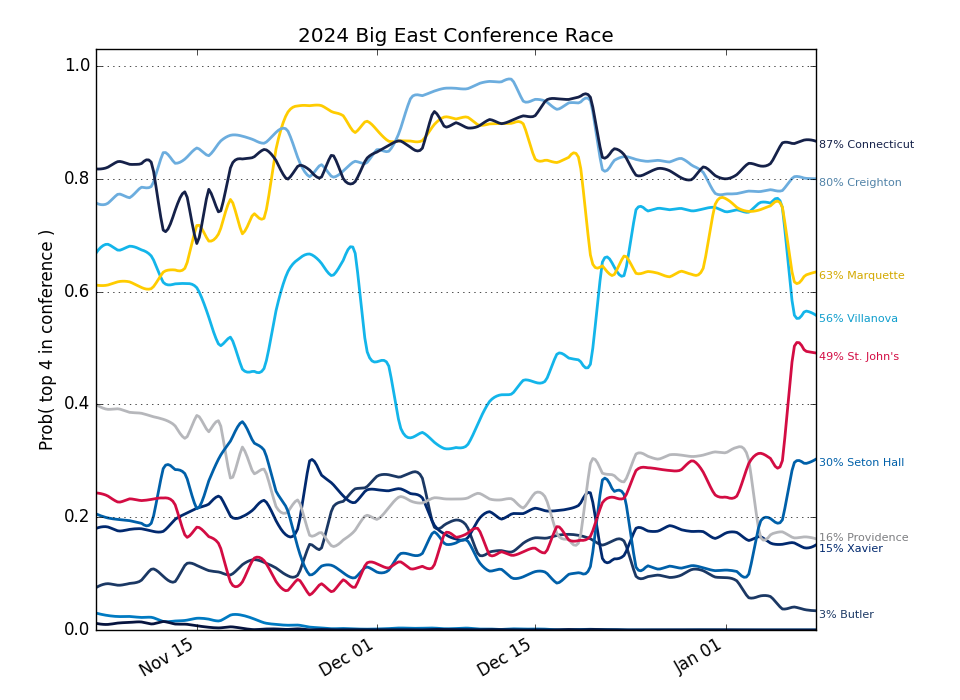 2024 Big East Conference Race
Prob( top 4 in conference )
1.0
0.8
0.6
0.4
0.2
0.0
Nov 15
Dec 01
Dec 15
Jan 01
87% Connecticut
80% Creighton
63% Marquette
56% Villanova
49% St. John's
30% Seton Hall
16% Providence
15% Xavier
3% Butler